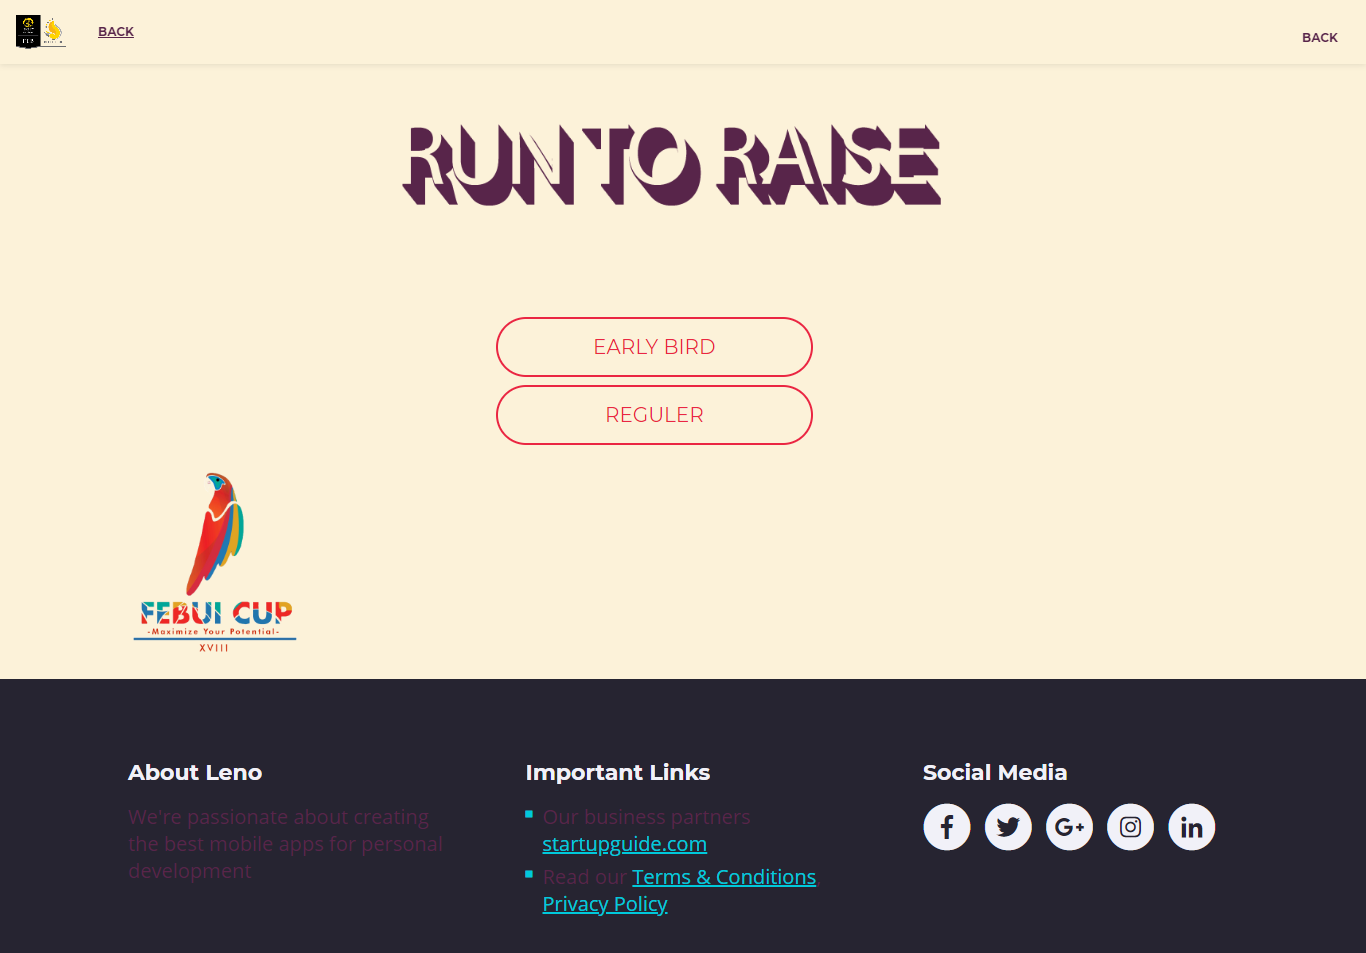 BACK
BACK
RUN TO RAISE
EARLY BIRD
REGULER
FEBUI CUP
-Maximize Your Potential-
XVIII
About Leno
We're passionate about creating
the best mobile apps for personal
development
Important Links
Our business partners
startupguide.com
Read our Terms & Conditions
Privacy Policy
Social Media